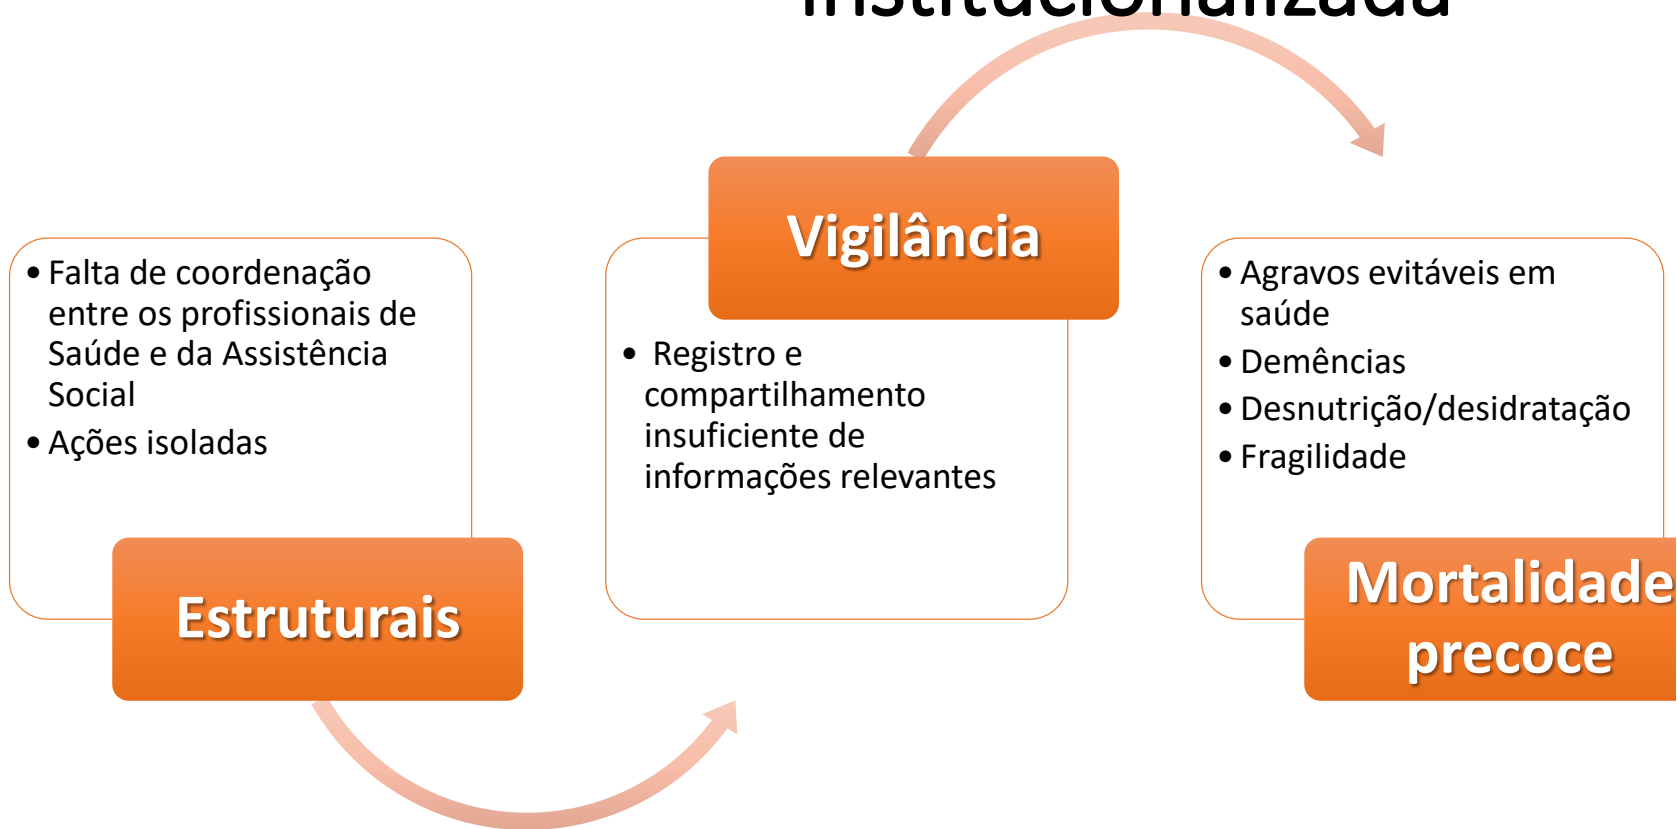 institucionalizada
• Falta de coordenação
entre os profissionais de
Saúde e da Assistência
Social
• Ações isoladas
Estruturais
Vigilância
• Registro e
compartilhamento
insuficiente de
informações relevantes
• Agravos evitáveis em
saúde
• Demências
• Desnutrição/desidratação
• Fragilidade
Mortalidade
precoce